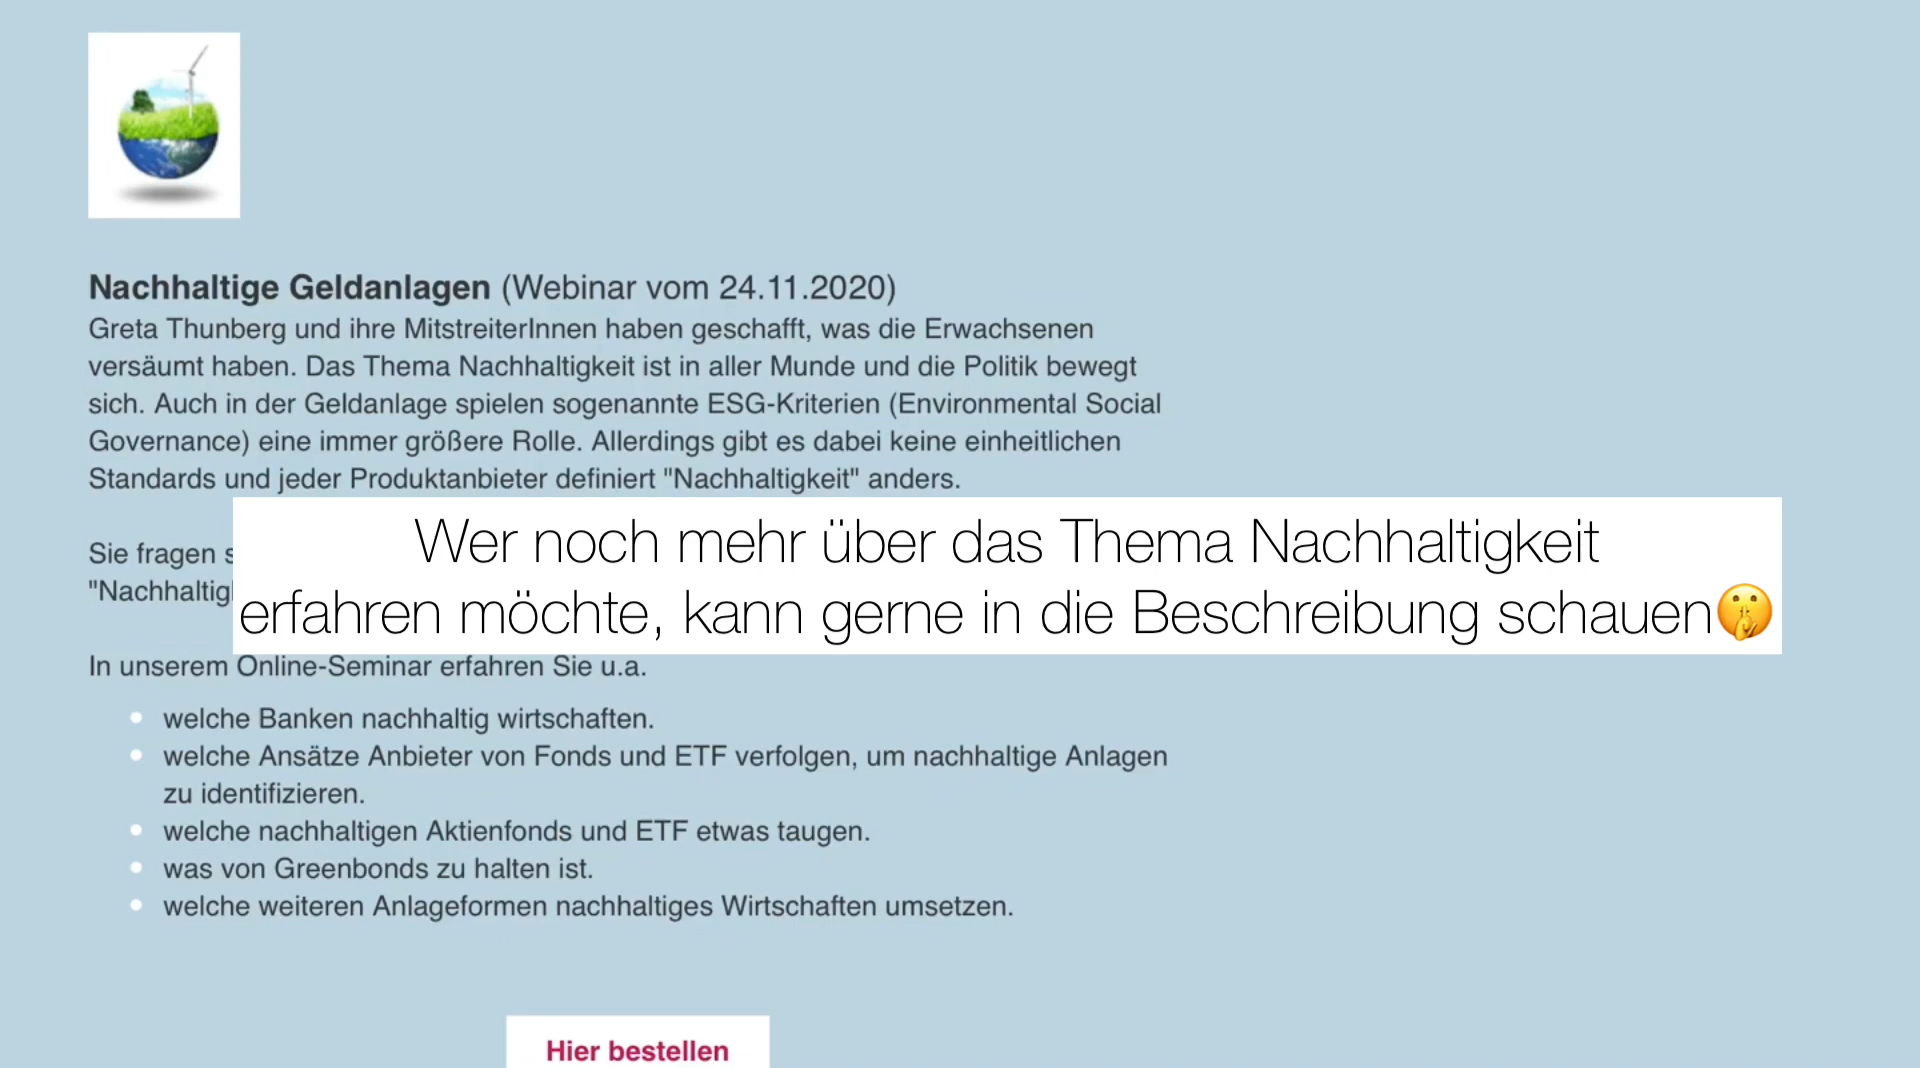 Nachhaltige Geldanlagen (Webinar vom 24.11.2020)
Greta Thunberg und ihre MitstreiterInnen haben geschafft, was die Erwachsenen
versäumt haben. Das Thema Nachhaltigkeit ist in aller Munde und die Politik bewegt
sich. Auch in der Geldanlage spielen sogenannte ESG-Kriterien (Environmental Social
Governance) eine immer größere Rolle. Allerdings gibt es dabei keine einheitlichen
Standards und jeder Produktanbieter definiert "Nachhaltigkeit" anders.
Wer noch mehr über das Thema Nachhaltigkeit
erfahren möchte, kann gerne in die Beschreibung schauen🤫
Sie fragen
In unserem Online-Seminar erfahren Sie u.a.
welche Banken nachhaltig wirtschaften.
welche Ansätze Anbieter von Fonds und ETF verfolgen, um nachhaltige Anlagen
zu identifizieren.
welche nachhaltigen Aktienfonds und ETF etwas taugen.
was von Greenbonds zu halten ist.
welche weiteren Anlageformen nachhaltiges Wirtschaften umsetzen.
Hier bestellen